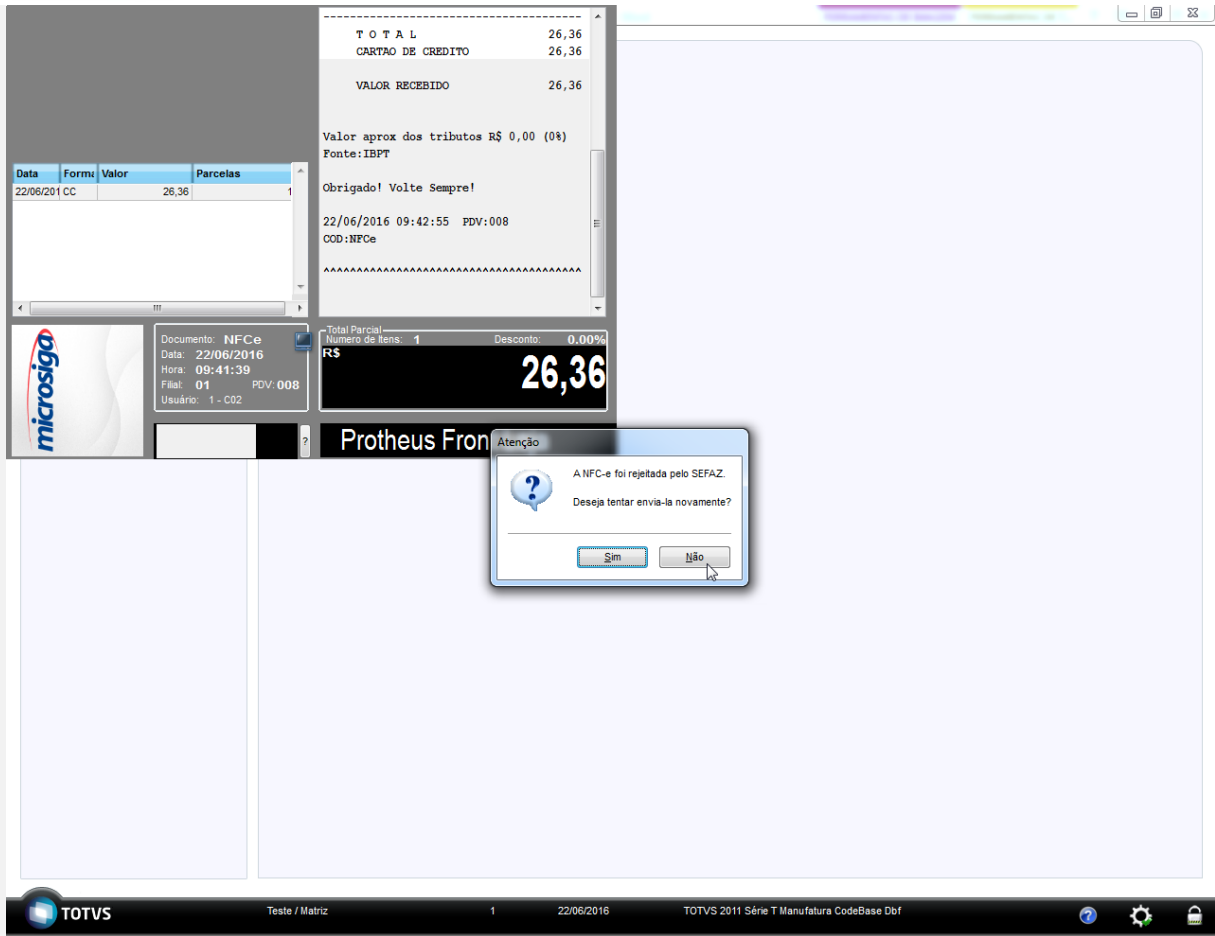 ----------------------------------------
T O T A L 26,36
CARTAO DE CREDITO 26,36
VALOR RECEBIDO 26,36
Valor aprox dos tributos R$ 0,00 (0%)
Fonte:IBPT
Obrigado! Volte Sempre!
22/06/2016 09:42:55 PDV:008
COD:NFCe
^^^^^^^^^^^^^^^^^^^^^^^^^^^^^^^^^^^^^^^^
Data Forma Valor Parcelas
22/06/201 CC 26,36 1
microsiga
Documento: NFCe
Data: 22/06/2016
Hora: 09:41:39
Filial: 01 PDV: 008
Usuário: 1 - C02
Total Parcial
Numero de Itens: 1 Desconto: 0.00%
R$
26,36
?
Protheus Fron
Atenção
A NFC-e foi rejeitada pelo SEFAZ.
Deseja tentar envia-la novamente?
Sim Não
TOTVS Teste / Matriz 1 22/06/2016 TOTVS 2011 Série T Manufatura CodeBase Dbf